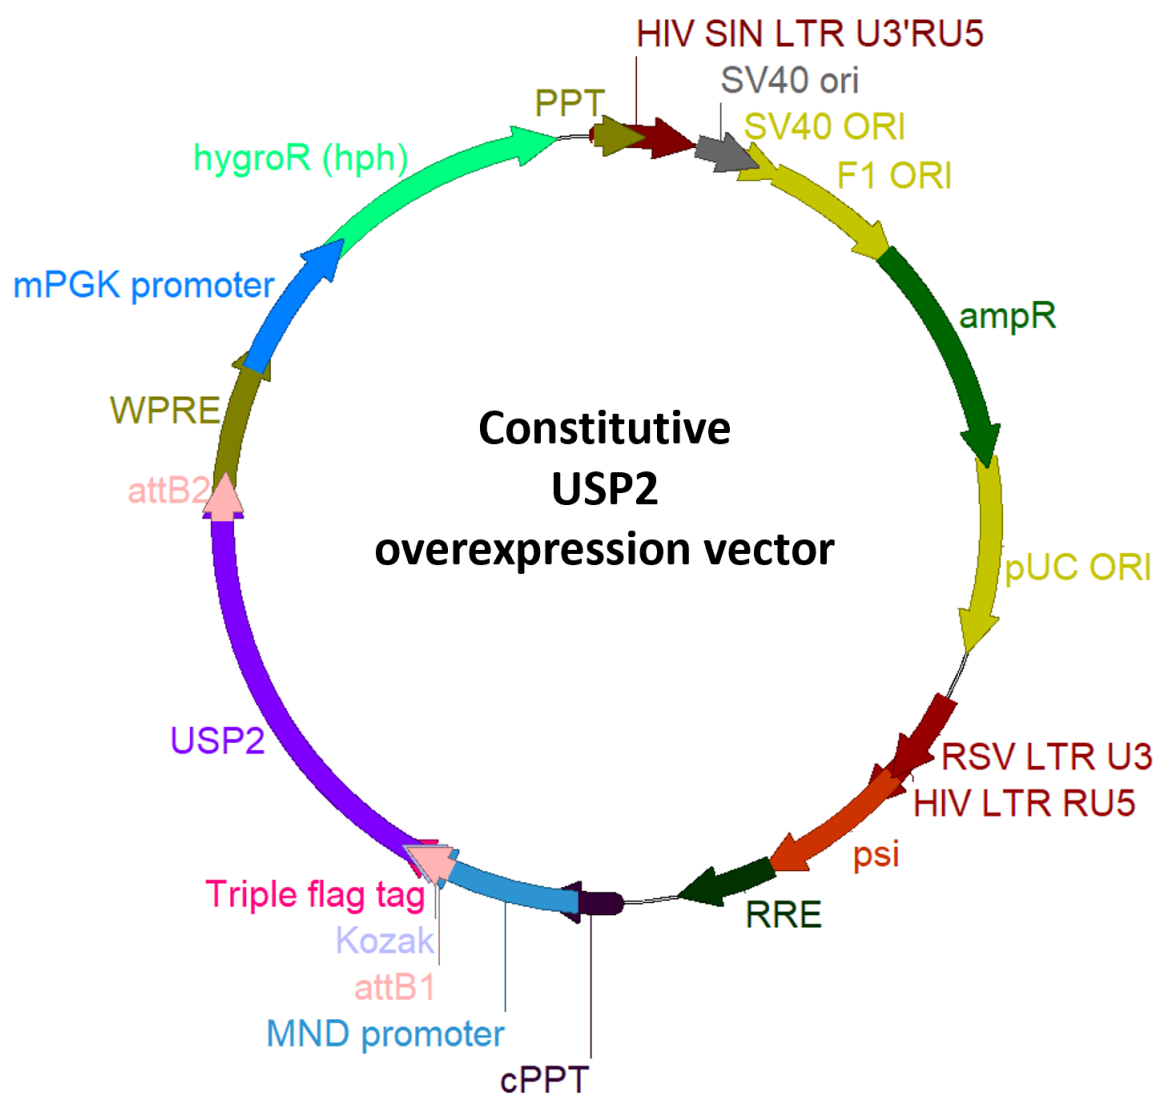 HIV SIN LTR U3'RU5
SV40 ori
PPT
SV40 ORI
hygroR (hph)
F1 ORI
mPGK promoter
ampR
WPRE
Constitutive
USP2
overexpression vector
attB2
pUC ORI
USP2
RSV LTR U3
HIV LTR RU5
psi
Triple flag tag
RRE
Kozak
attB1
MND promoter
cPPT